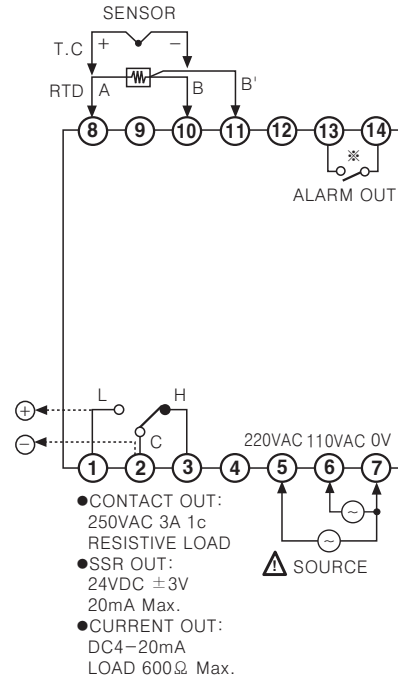 SENSOR
T.C + −
RTD A B B'
8 9 10 11 12 13 14
※
ALARM OUT
L H
+
− C
220VAC 110VAC 0V
1 2 3 4 5 6 7
●CONTACT OUT:
250VAC 3A 1c
RESISTIVE LOAD
●SSR OUT:
24VDC ±3V
20mA Max.
●CURRENT OUT:
DC4-20mA
LOAD 600Ω Max.
~
~
! SOURCE